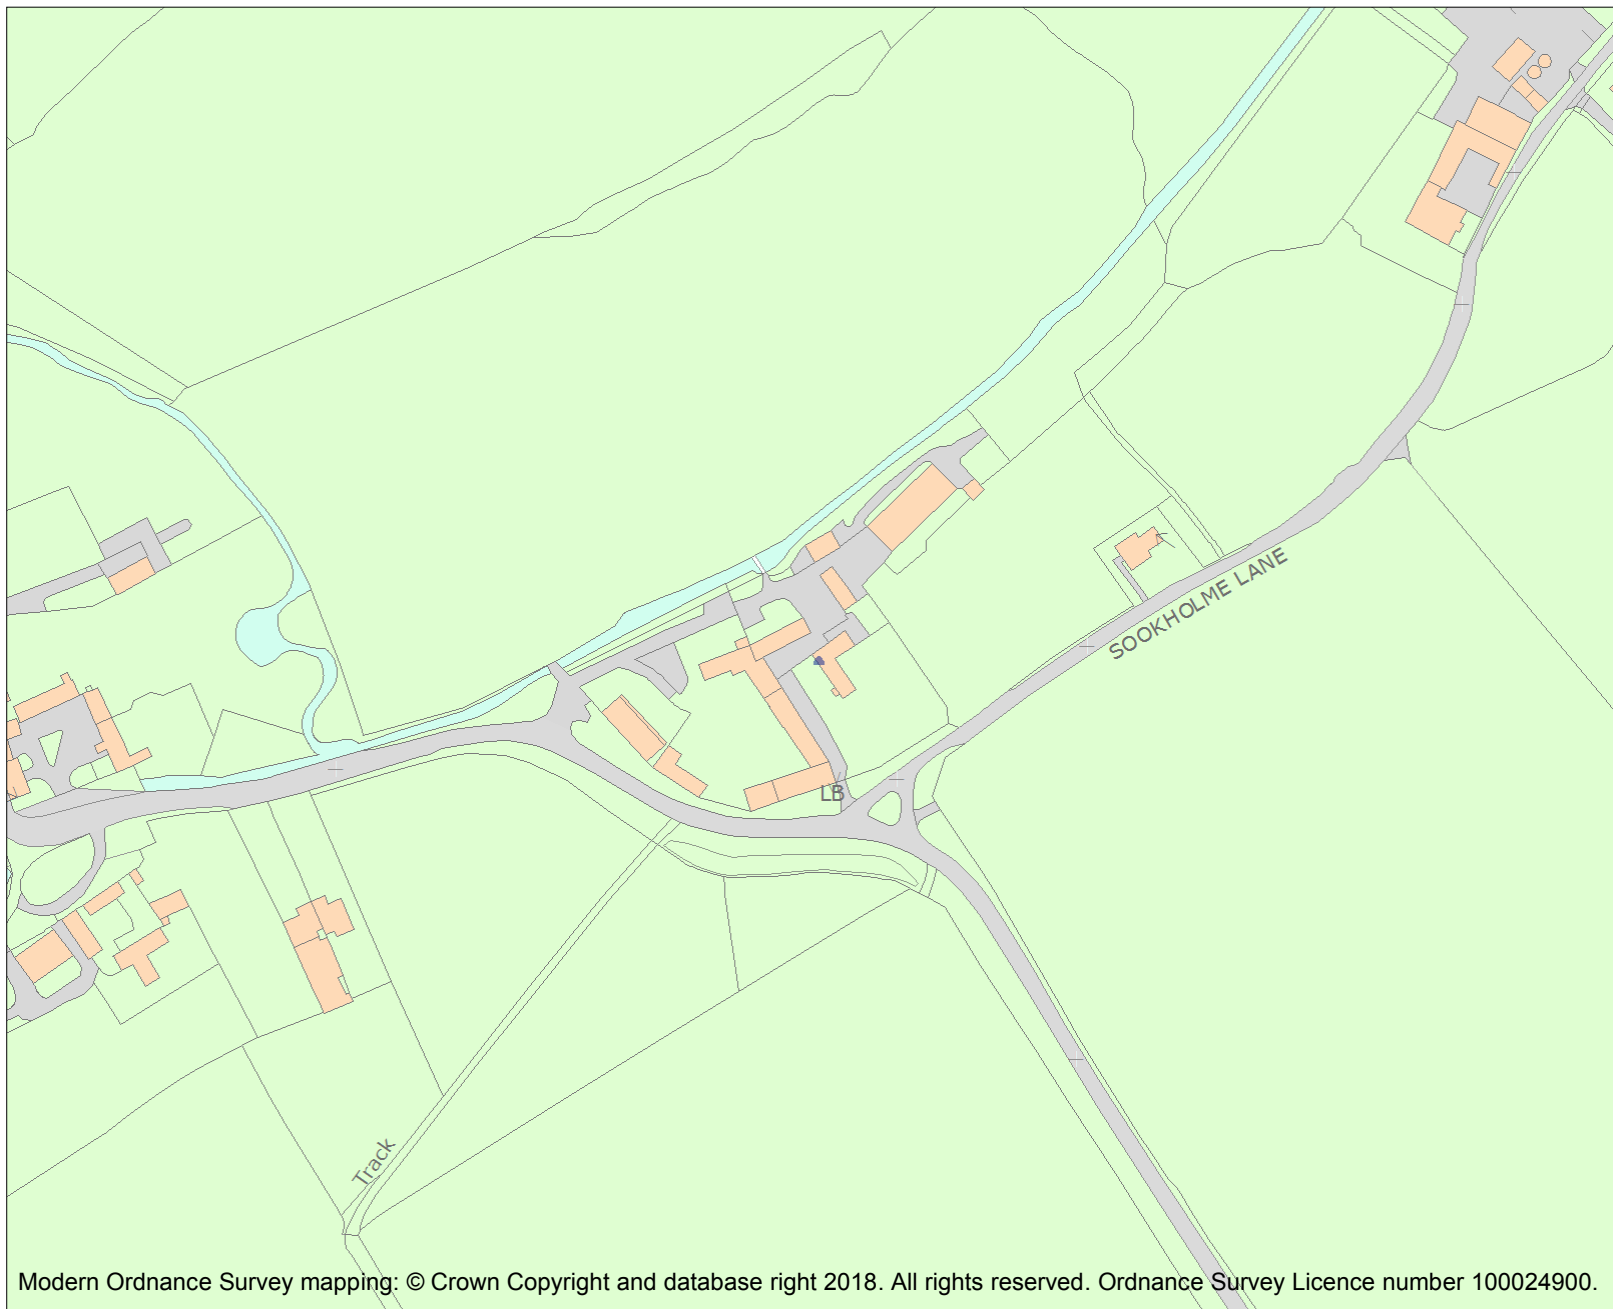 SOOKHOLME LANE
LB
Track
Modern Ordnance Survey mapping: © Crown Copyright and database right 2018. All rights reserved. Ordnance Survey Licence number 100024900.